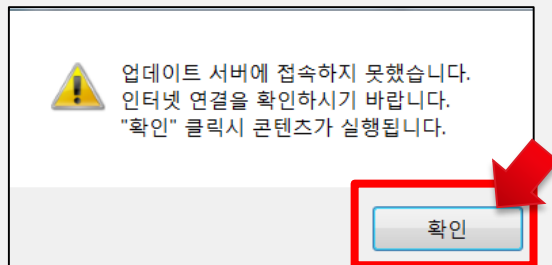 업데이트 서버에 접속하지 못했습니다.
인터넷 연결을 확인하시기 바랍니다.
"확인" 클릭시 콘텐츠가 실행됩니다.
확인